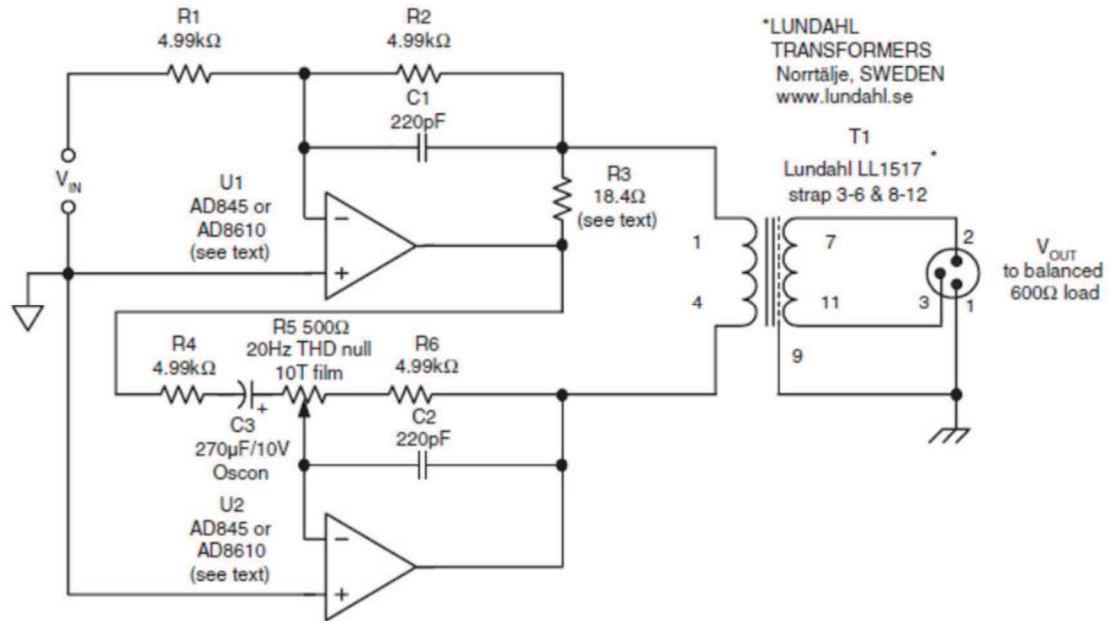 R1
4.99kΩ
R2
4.99kΩ
C1
220pF
*LUNDAHL
TRANSFORMERS
Norrtälje, SWEDEN
www.lundahl.se
T1
Lundahl LL1517 *
strap 3-6 & 8-12
VIN
U1
AD845 or
AD8610
(see text)
−
+
R3
18.4Ω
(see text)
1
4
7
11
9
2
3
1
VOUT
to balanced
600Ω load
R4
4.99kΩ
C3
270µF/10V
Oscon
+
R5 500Ω
20Hz THD null
10T film
R6
4.99kΩ
C2
220pF
U2
AD845 or
AD8610
(see text)
−
+